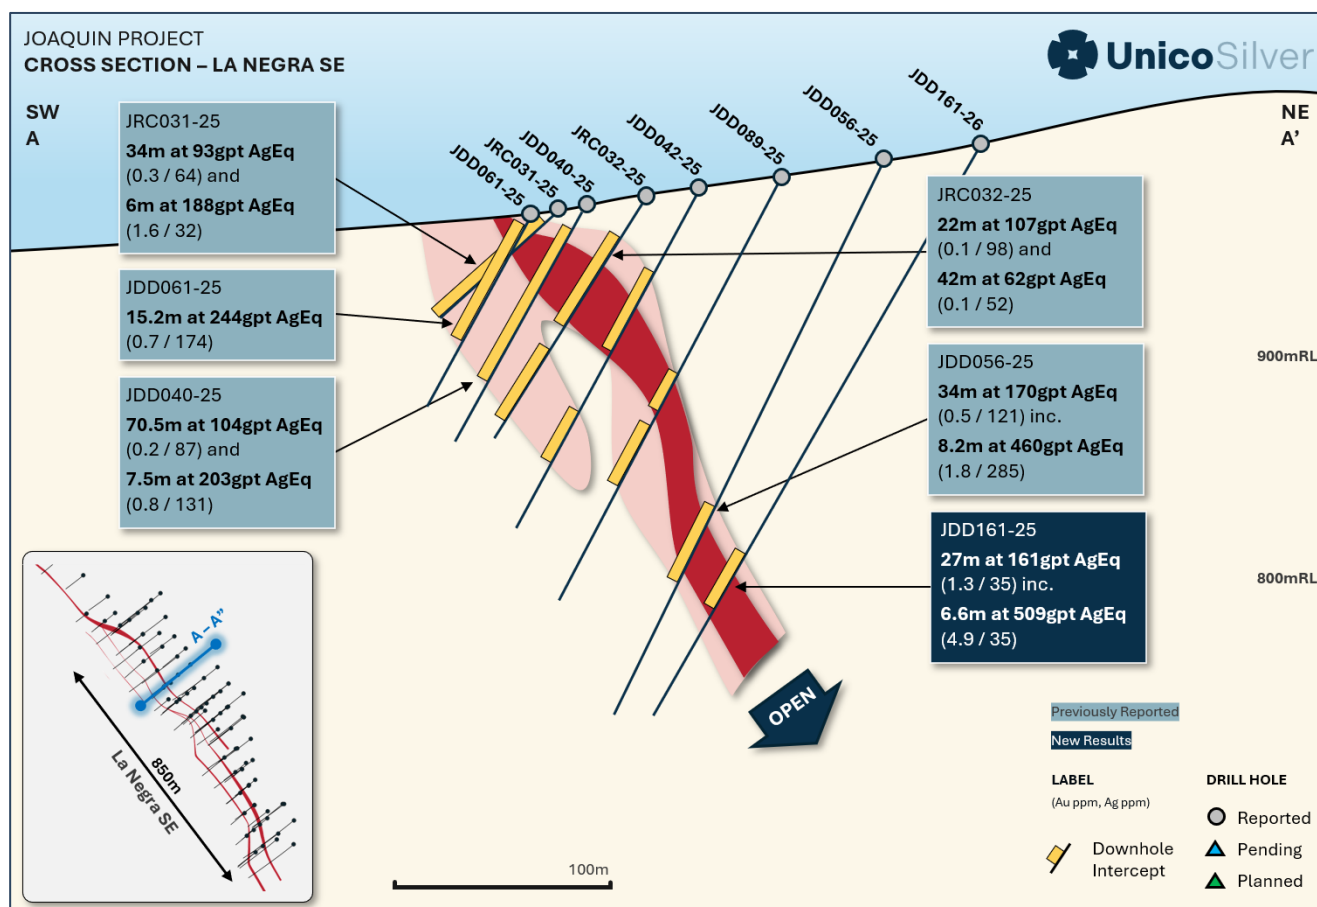 JOAQUIN PROJECT
CROSS SECTION – LA NEGRA SE
UnicoSilver
SW
A
NE
A’
JDD061-25
JRC031-25
JDD040-25
JRC032-25
JDD042-25
JDD089-25
JDD056-25
JDD161-26
JRC031-25
34m at 93gpt AgEq
(0.3 / 64) and
6m at 188gpt AgEq
(1.6 / 32)
JDD061-25
15.2m at 244gpt AgEq
(0.7 / 174)
JDD040-25
70.5m at 104gpt AgEq
(0.2 / 87) and
7.5m at 203gpt AgEq
(0.8 / 131)
JRC032-25
22m at 107gpt AgEq
(0.1 / 98) and
42m at 62gpt AgEq
(0.1 / 52)
JDD056-25
34m at 170gpt AgEq
(0.5 / 121) inc.
8.2m at 460gpt AgEq
(1.8 / 285)
JDD161-25
27m at 161gpt AgEq
(1.3 / 35) inc.
6.6m at 509gpt AgEq
(4.9 / 35)
900mRL
800mRL
OPEN
A – A”
850m
La Negra SE
100m
Previously Reported
New Results
LABEL
(Au ppm, Ag ppm)
Downhole
Intercept
DRILL HOLE
Reported
Pending
Planned